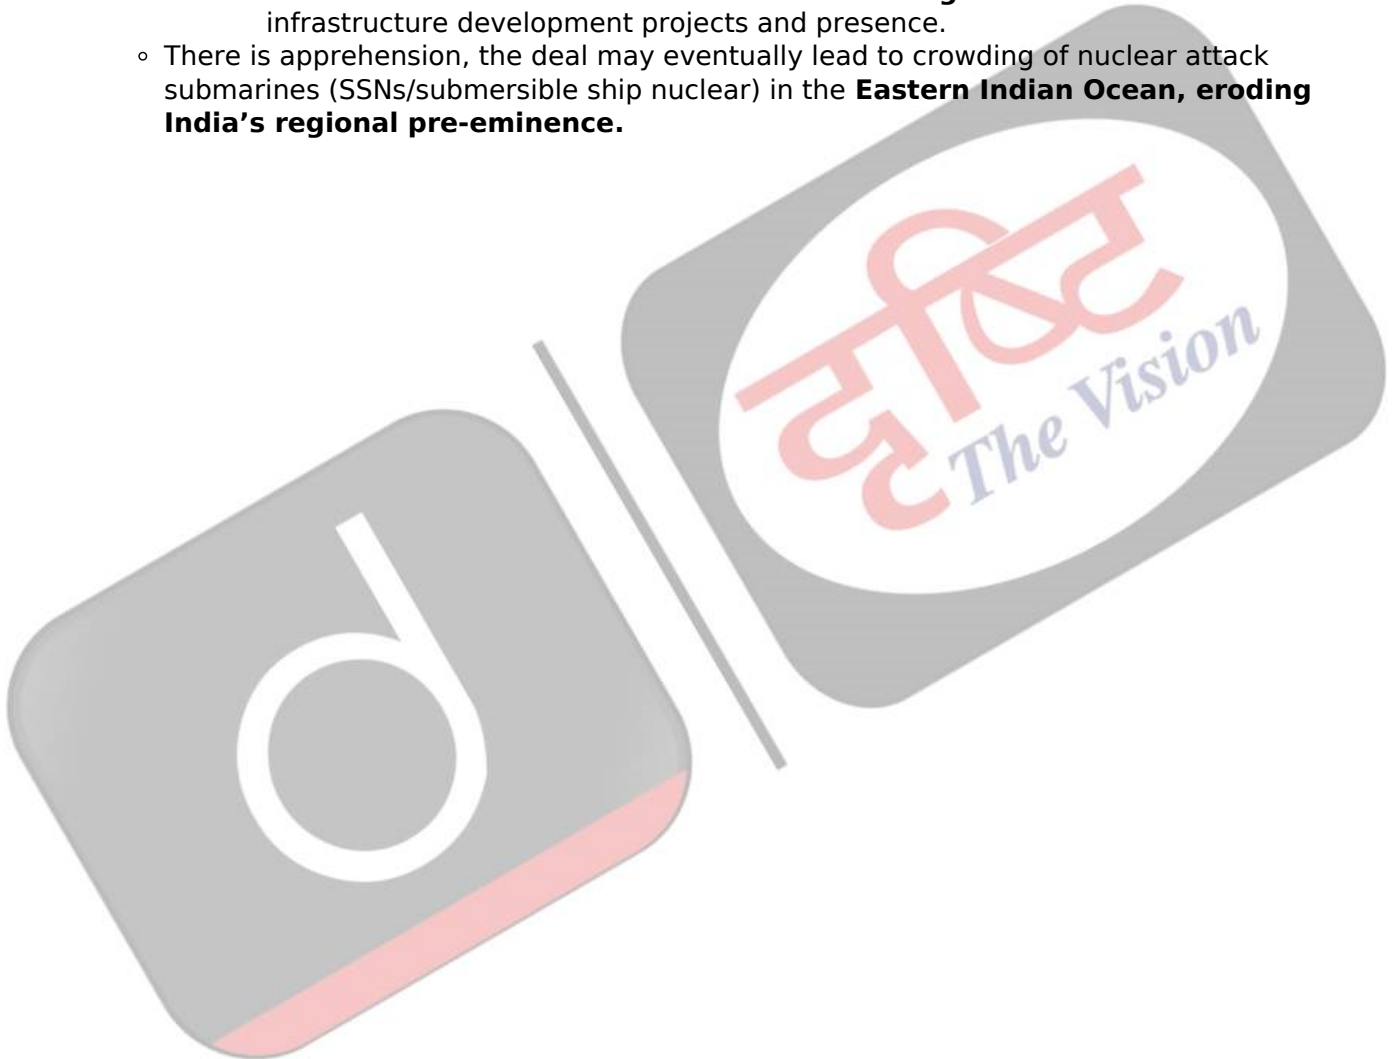 infrastructure development projects and presence.
◦ There is apprehension, the deal may eventually lead to crowding of nuclear attack
submarines (SSNs/submersible ship nuclear) in the Eastern Indian Ocean, eroding
India’s regional pre-eminence.
दृष्टि
The Vision
d